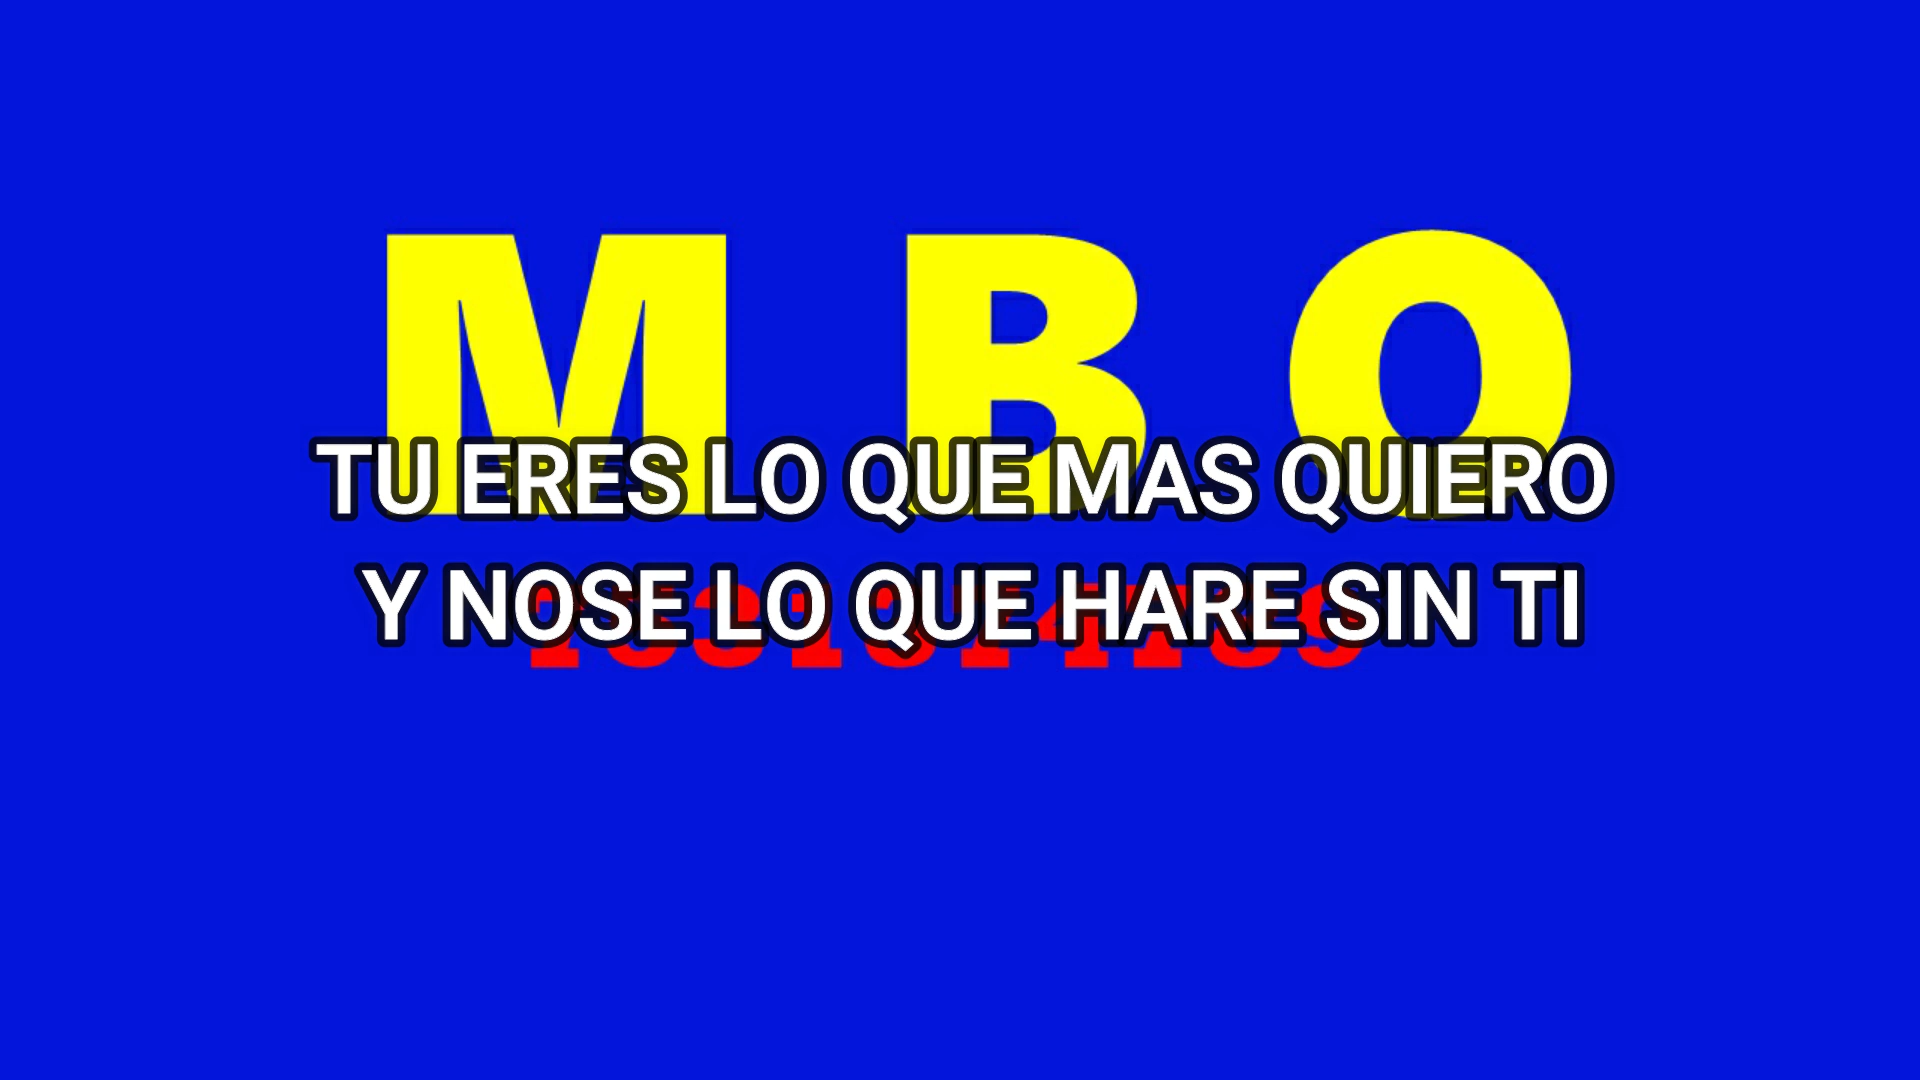 M B O
TU ERES LO QUE MAS QUIERO
Y NOSE LO QUE HARE SIN TI